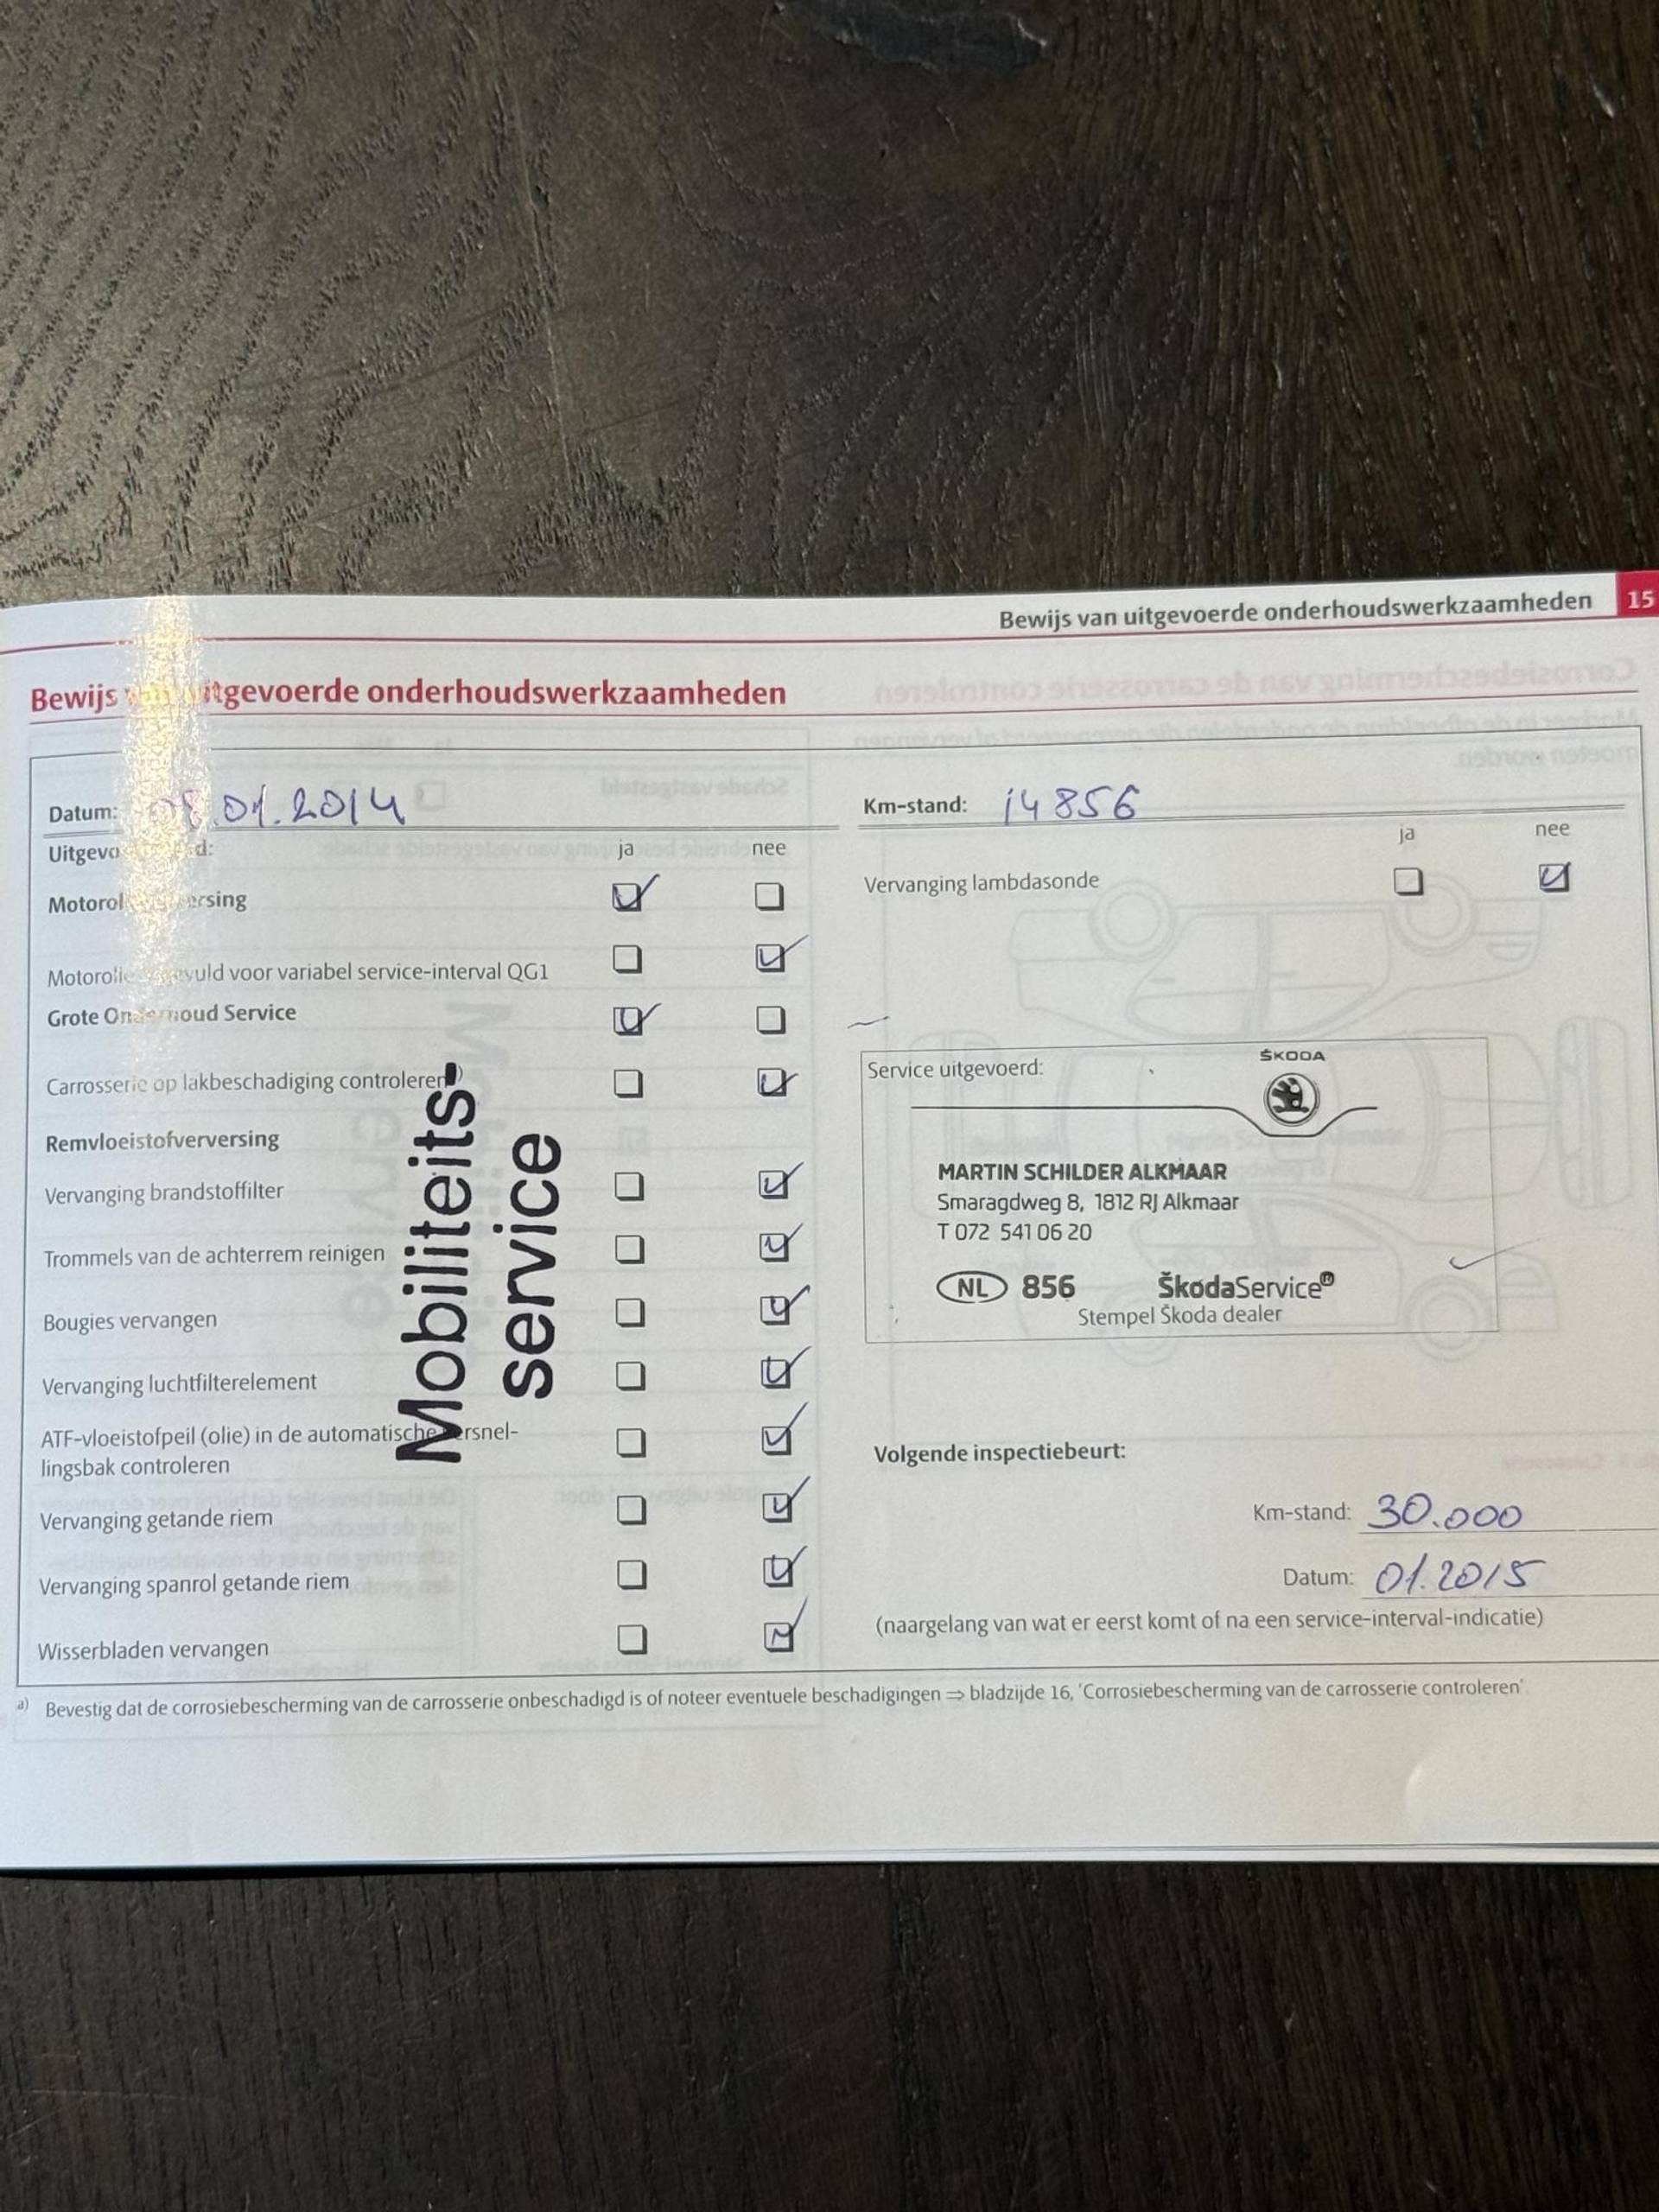 Bewijs van uitgevoerde onderhoudswerkzaamheden 15
Bewijs van uitgevoerde onderhoudswerkzaamheden
Datum: 08.01.2014
Km-stand: 14856
ja nee
ja nee
Motorolieverversing
Vervanging lambdasonde
Motorolie gevuld voor variabel service-interval QG1
Grote Onderhoud Service
Carrosserie op lakbeschadiging controleren
Remvloeistofverversing
Vervanging brandstoffilter
Trommels van de achterrem reinigen
Bougies vervangen
Vervanging luchtfilterelement
ATF-vloeistofpeil (olie) in de automatische versnel-
lingsbak controleren
Vervanging getande riem
Vervanging spanrol getande riem
Wisserbladen vervangen
Mobiliteits-
service
Service uitgevoerd:
ŠKODA
MARTIN SCHILDER ALKMAAR
Smaragdweg 8, 1812 RJ Alkmaar
T 072 541 06 20
NL 856 ŠkodaService®
Stempel Škoda dealer
Volgende inspectiebeurt:
Km-stand: 30.000
Datum: 01.2015
(naargelang van wat er eerst komt of na een service-interval-indicatie)
a) Bevestig dat de corrosiebescherming van de carrosserie onbeschadigd is of noteer eventuele beschadigingen ⇒ bladzijde 16, 'Corrosiebescherming van de carrosserie controleren'.